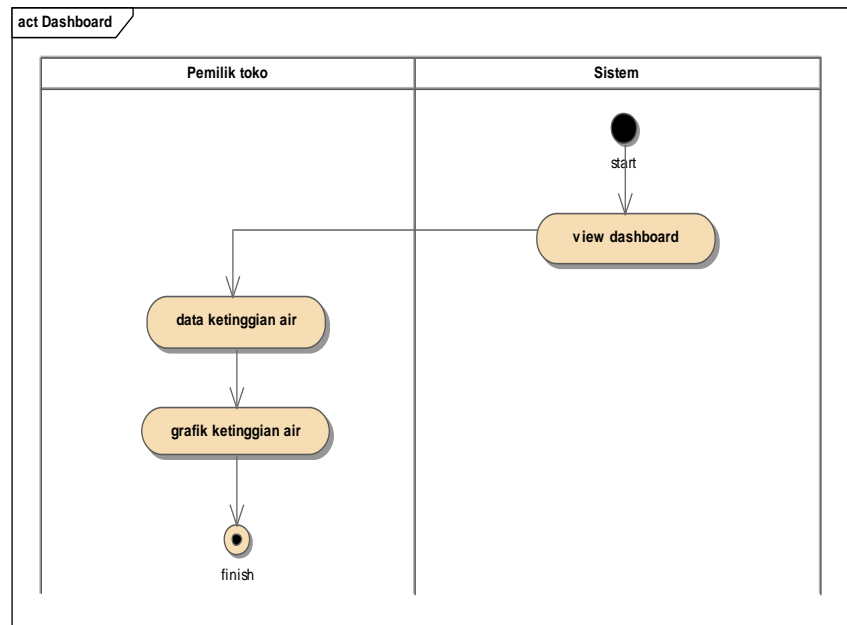 act Dashboard
Pemilik toko
Sistem
start
view dashboard
data ketinggian air
grafik ketinggian air
finish